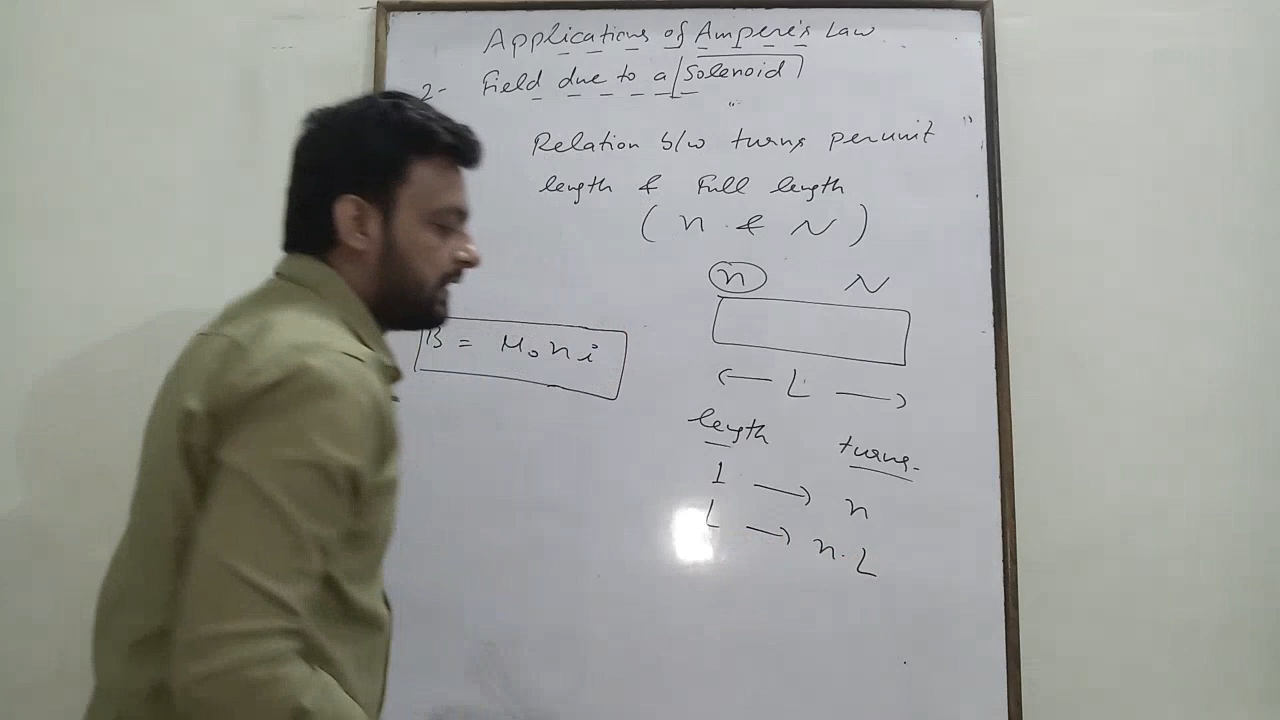 Applications of Ampere's Law
2- Field due to a Solenoid
Relation b/w turns per unit
length & Full length
(n & N)
n N
B = μ₀ni
← L →
length turns
1 → n
L → n.L